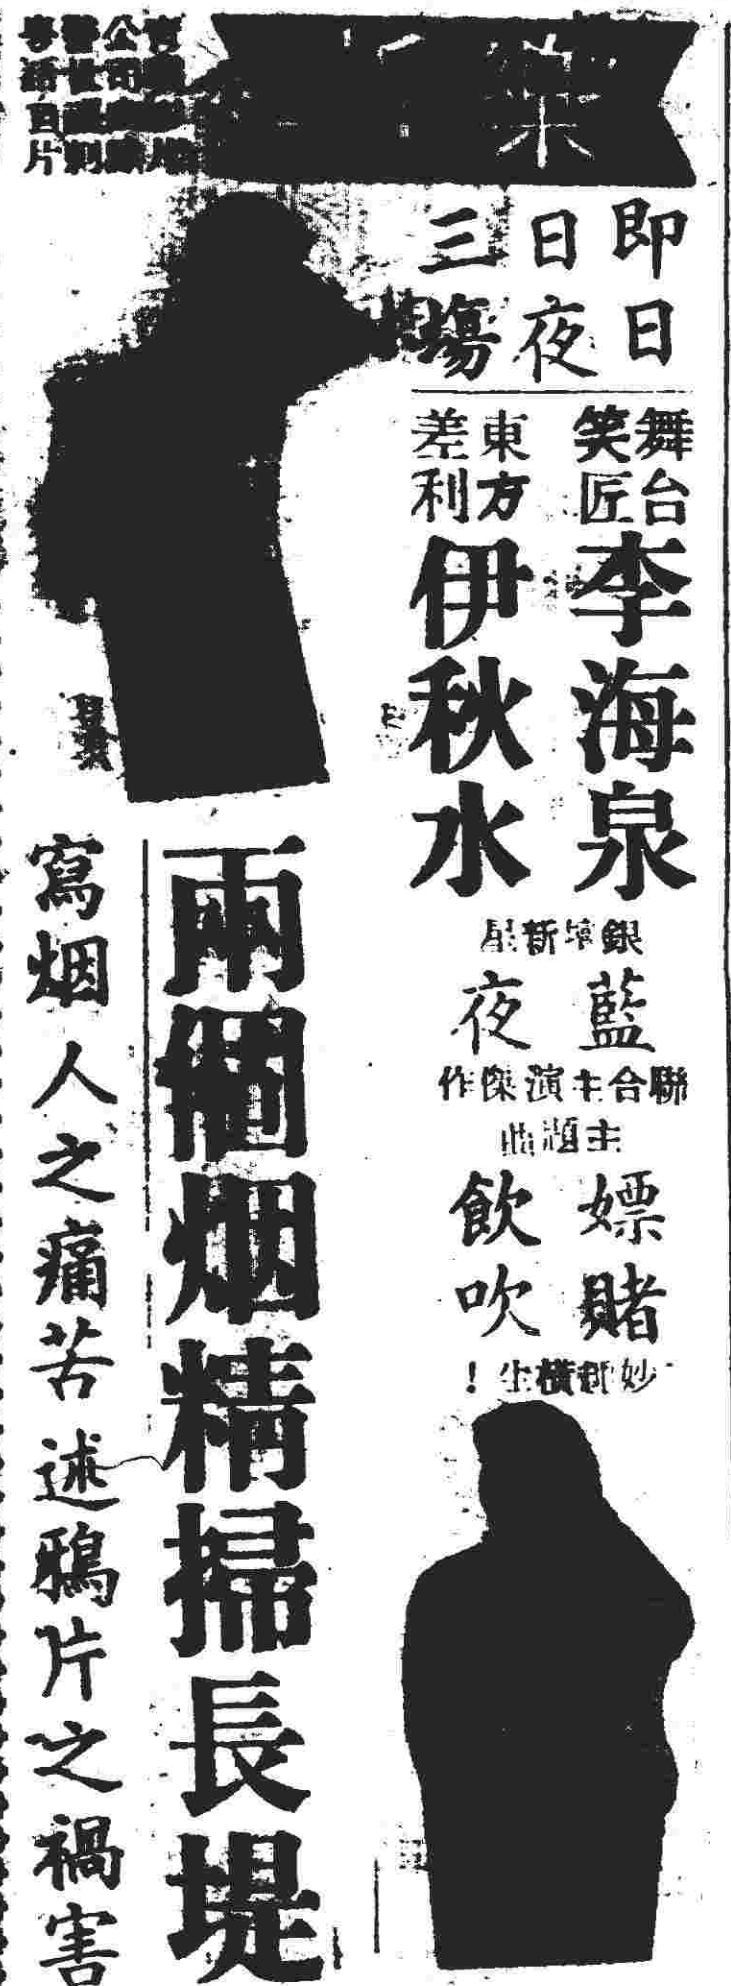 樂
即日
日夜
三場
舞台
笑匠
李海泉
東方
差利
伊秋水
銀壇新星
藍夜
聯合主演傑作
主題曲
嫖賭
飲吹
妙趣橫生！
兩個烟精掃長堤
寫烟人之痛苦述鴉片之禍害